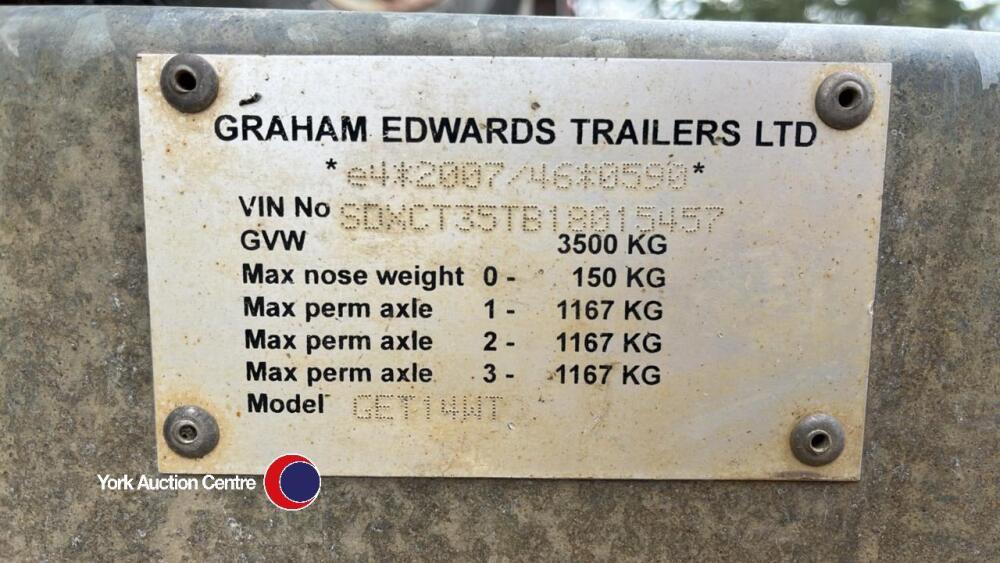 GRAHAM EDWARDS TRAILERS LTD
*e4*2007/46*0590*
VIN No SDWCT35TB18015457
GVW 3500 KG
Max nose weight 0 - 150 KG
Max perm axle 1 - 1167 KG
Max perm axle 2 - 1167 KG
Max perm axle 3 - 1167 KG
Model GET14WT
York Auction Centre